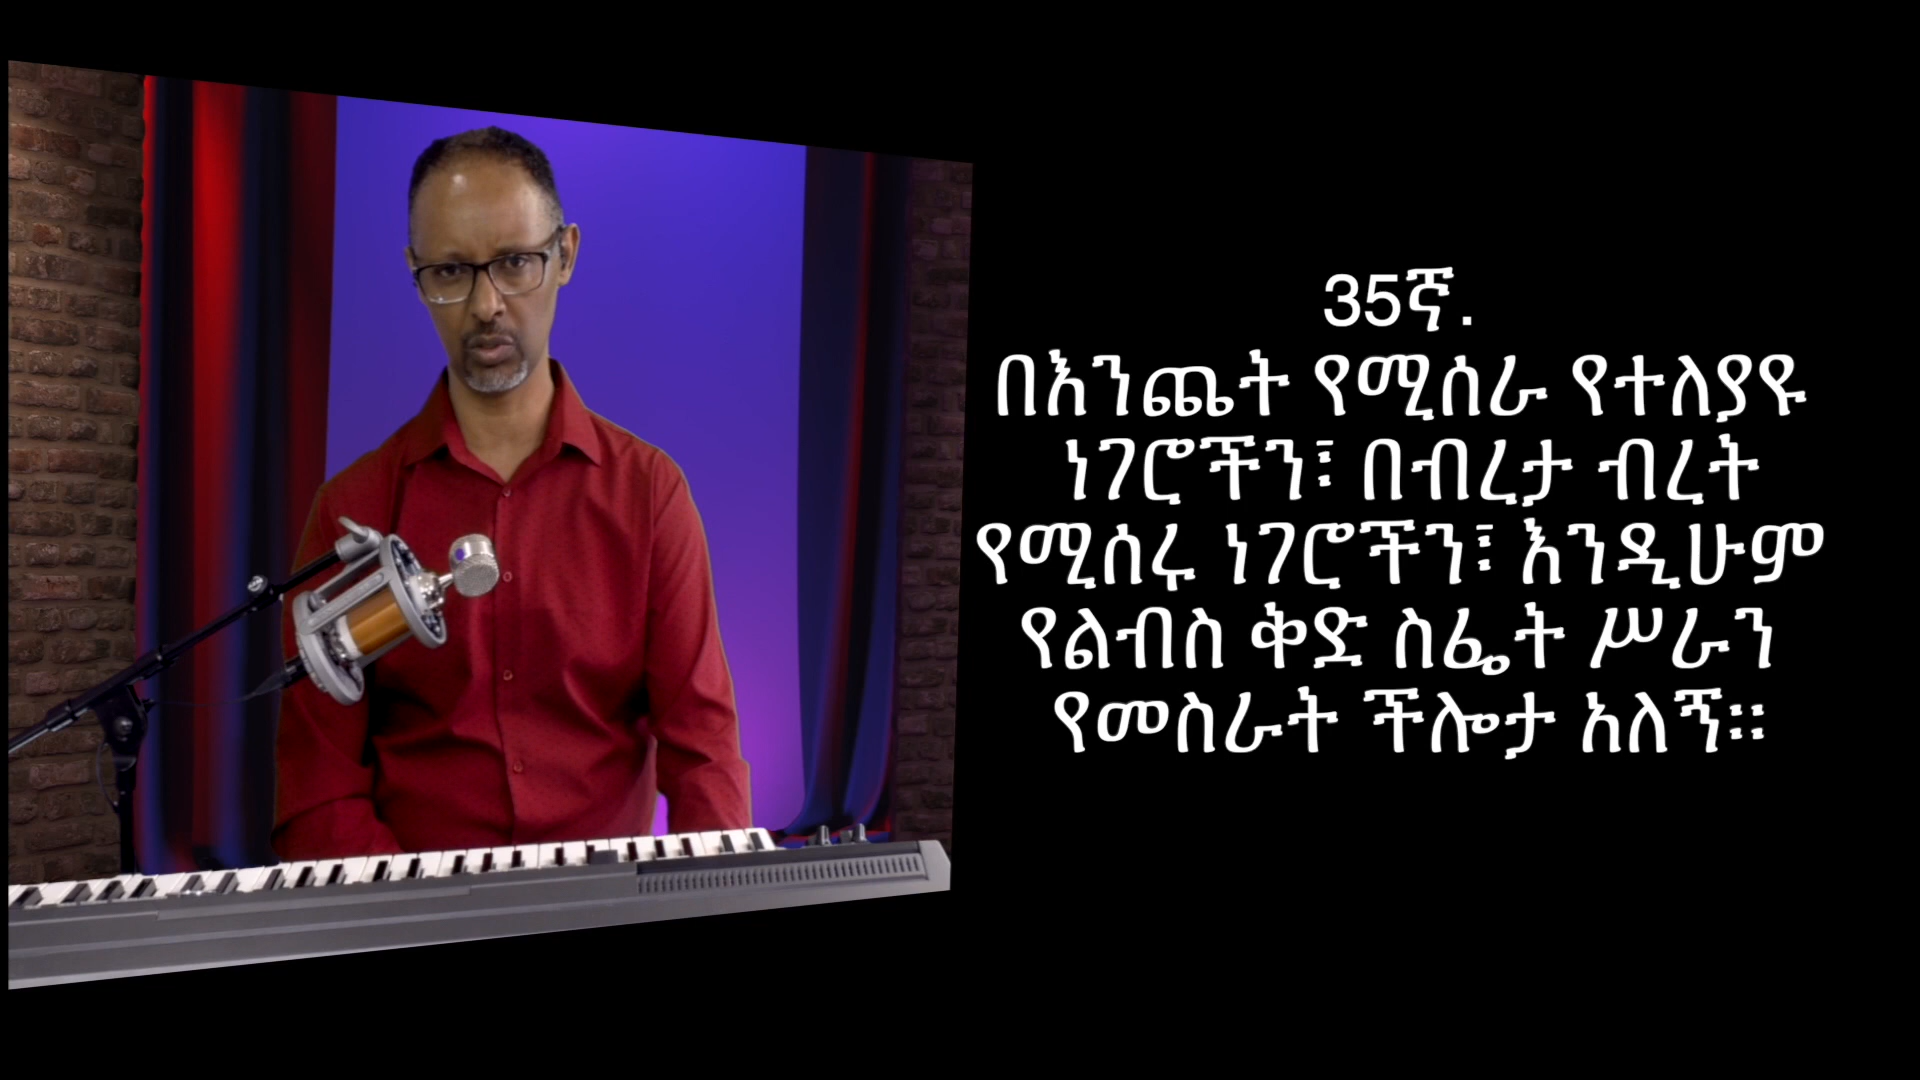 35ኛ.
በእንጨት የሚሰራ የተለያዩ
ነገሮችን፣ በብረታ ብረት
የሚሰሩ ነገሮችን፣ እንዲሁም
የልብስ ቅድ ስፌት ሥራን
የመስራት ችሎታ አለኝ።